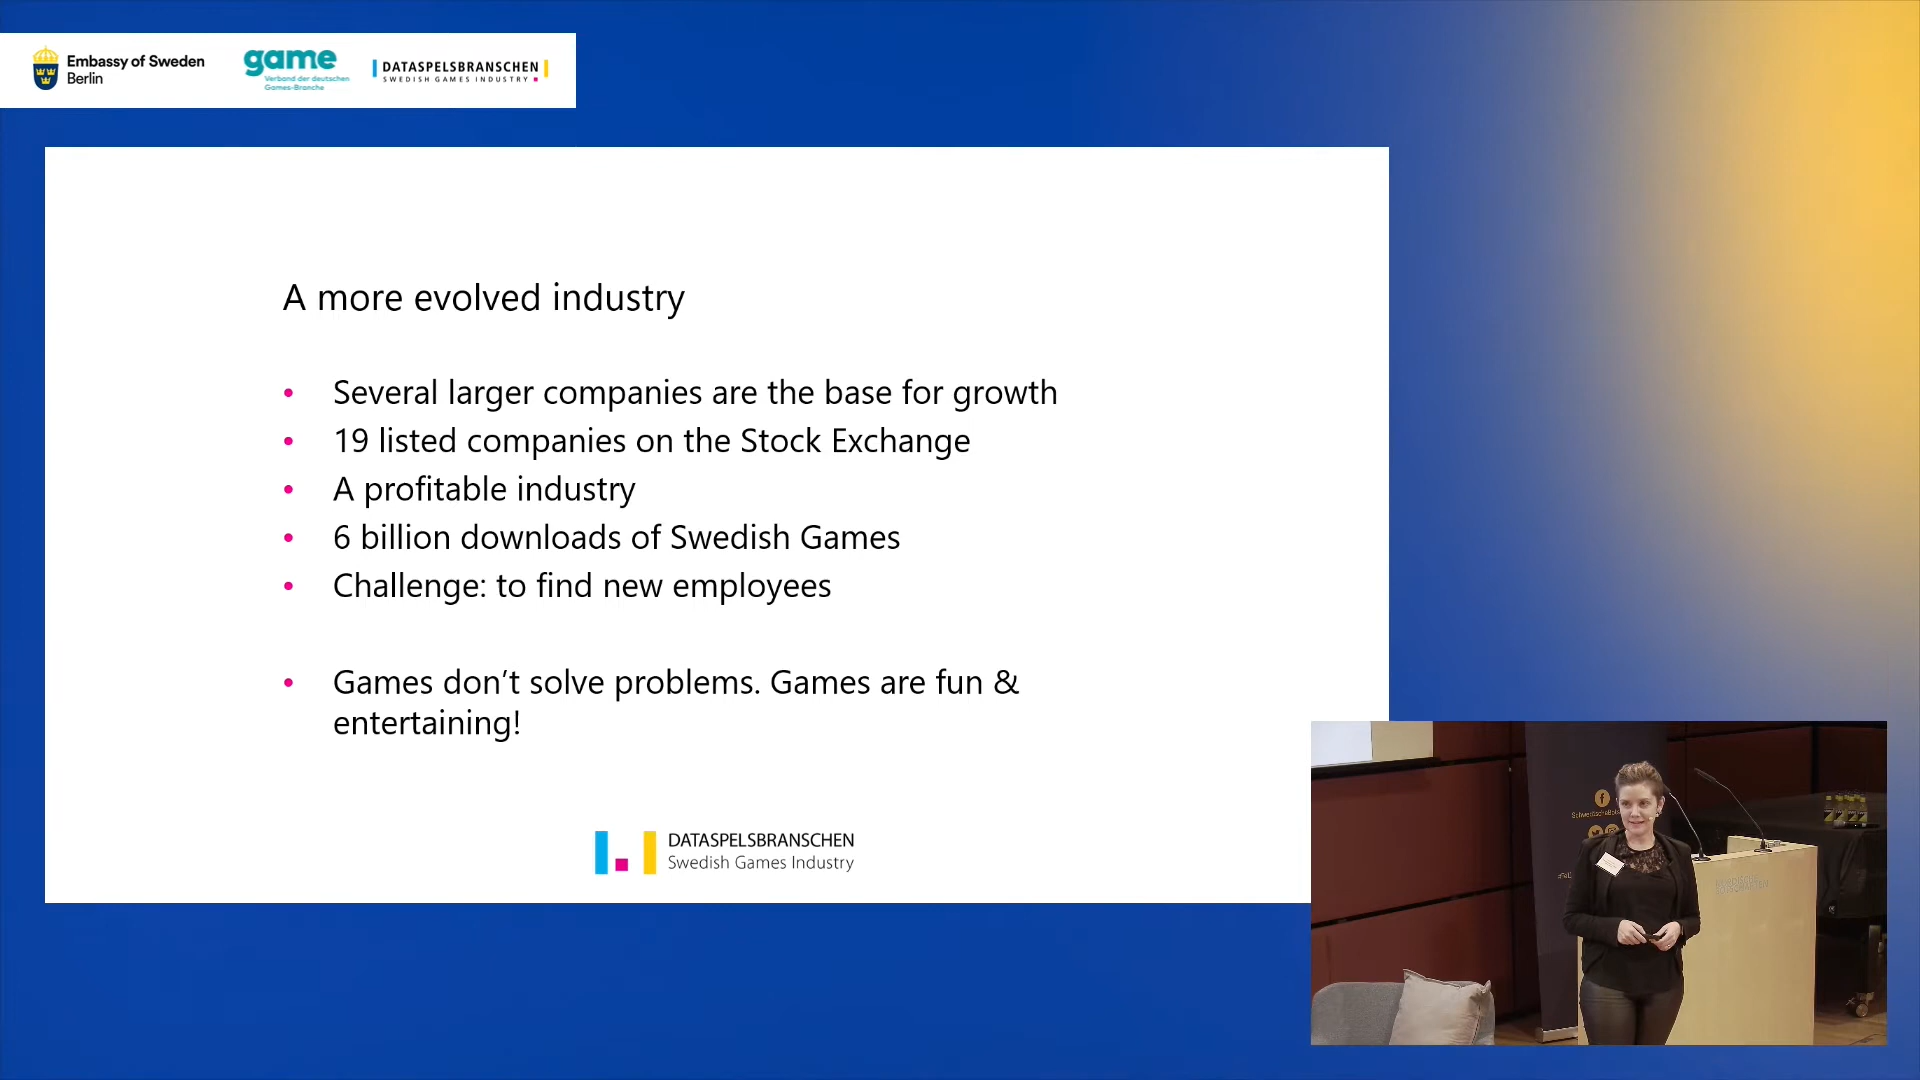 Embassy of Sweden
Berlin
game
Verband der deutschen
Games-Branche
DATASPELSBRANSCHEN
SWEDISH GAMES INDUSTRY
A more evolved industry
• Several larger companies are the base for growth
• 19 listed companies on the Stock Exchange
• A profitable industry
• 6 billion downloads of Swedish Games
• Challenge: to find new employees
• Games don’t solve problems. Games are fun &
entertaining!
DATASPELSBRANSCHEN
Swedish Games Industry